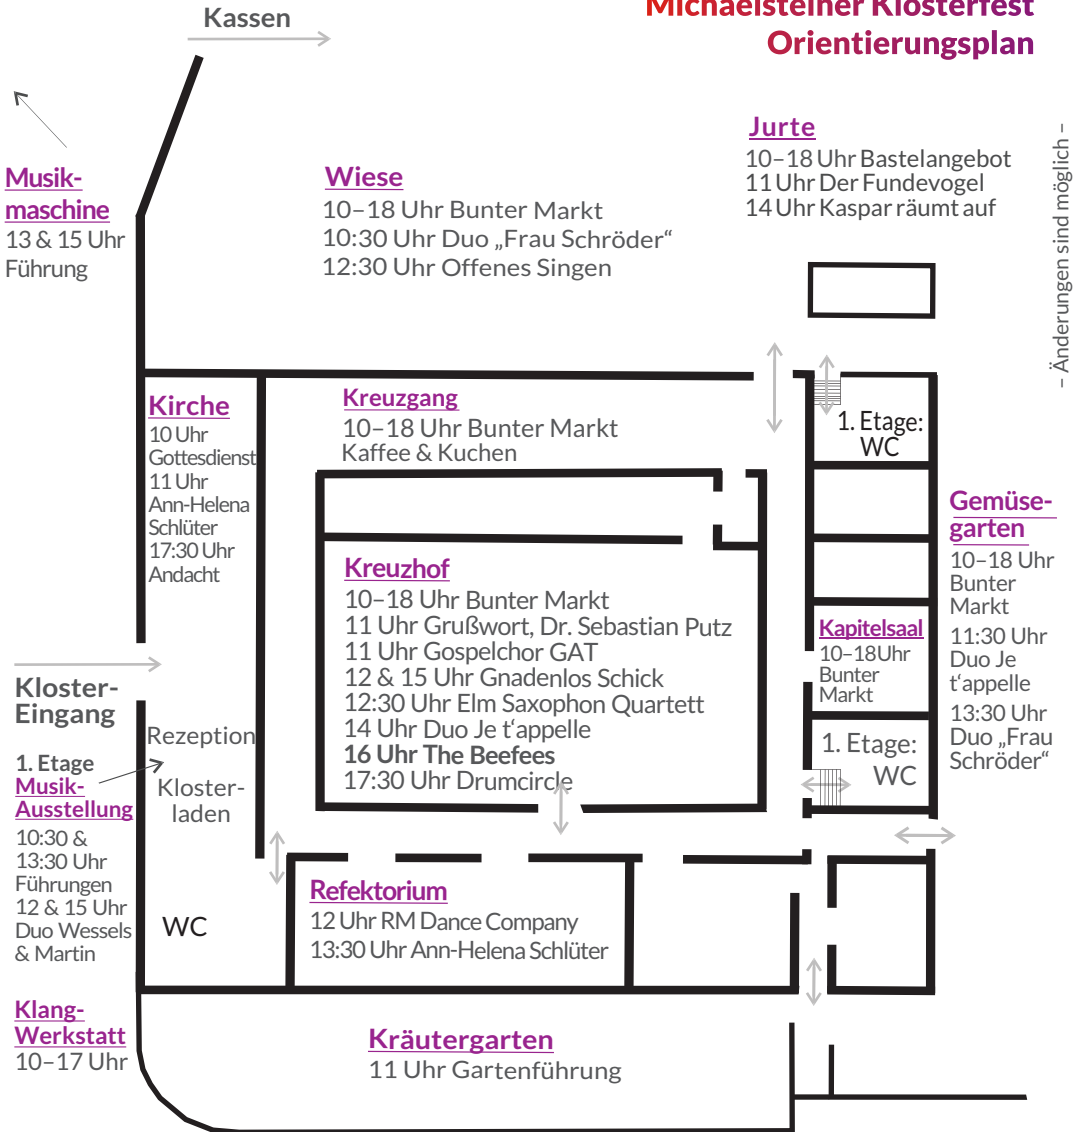 Kassen
Michaelsteiner Klosterfest
Orientierungsplan
Musik-
maschine
13 & 15 Uhr
Führung
Wiese
10–18 Uhr Bunter Markt
10:30 Uhr Duo „Frau Schröder“
12:30 Uhr Offenes Singen
Jurte
10–18 Uhr Bastelangebot
11 Uhr Der Fundevogel
14 Uhr Kaspar räumt auf
– Änderungen sind möglich –
Kirche
10 Uhr
Gottesdienst
11 Uhr
Ann-Helena
Schlüter
17:30 Uhr
Andacht
Kreuzgang
10–18 Uhr Bunter Markt
Kaffee & Kuchen
1. Etage:
WC
Kreuzhof
10–18 Uhr Bunter Markt
11 Uhr Grußwort, Dr. Sebastian Putz
11 Uhr Gospelchor GAT
12 & 15 Uhr Gnadenlos Schick
12:30 Uhr Elm Saxophon Quartett
14 Uhr Duo Je t‘appelle
16 Uhr The Beefees
17:30 Uhr Drumcircle
Kapitelsaal
10–18Uhr
Bunter
Markt
1. Etage:
WC
Gemüse-
garten
10–18 Uhr
Bunter
Markt
11:30 Uhr
Duo Je
t‘appelle
13:30 Uhr
Duo „Frau
Schröder“
Kloster-
Eingang
Rezeption
Kloster-
laden
WC
1. Etage
Musik-
Ausstellung
10:30 &
13:30 Uhr
Führungen
12 & 15 Uhr
Duo Wessels
& Martin
Refektorium
12 Uhr RM Dance Company
13:30 Uhr Ann-Helena Schlüter
Klang-
Werkstatt
10–17 Uhr
Kräutergarten
11 Uhr Gartenführung